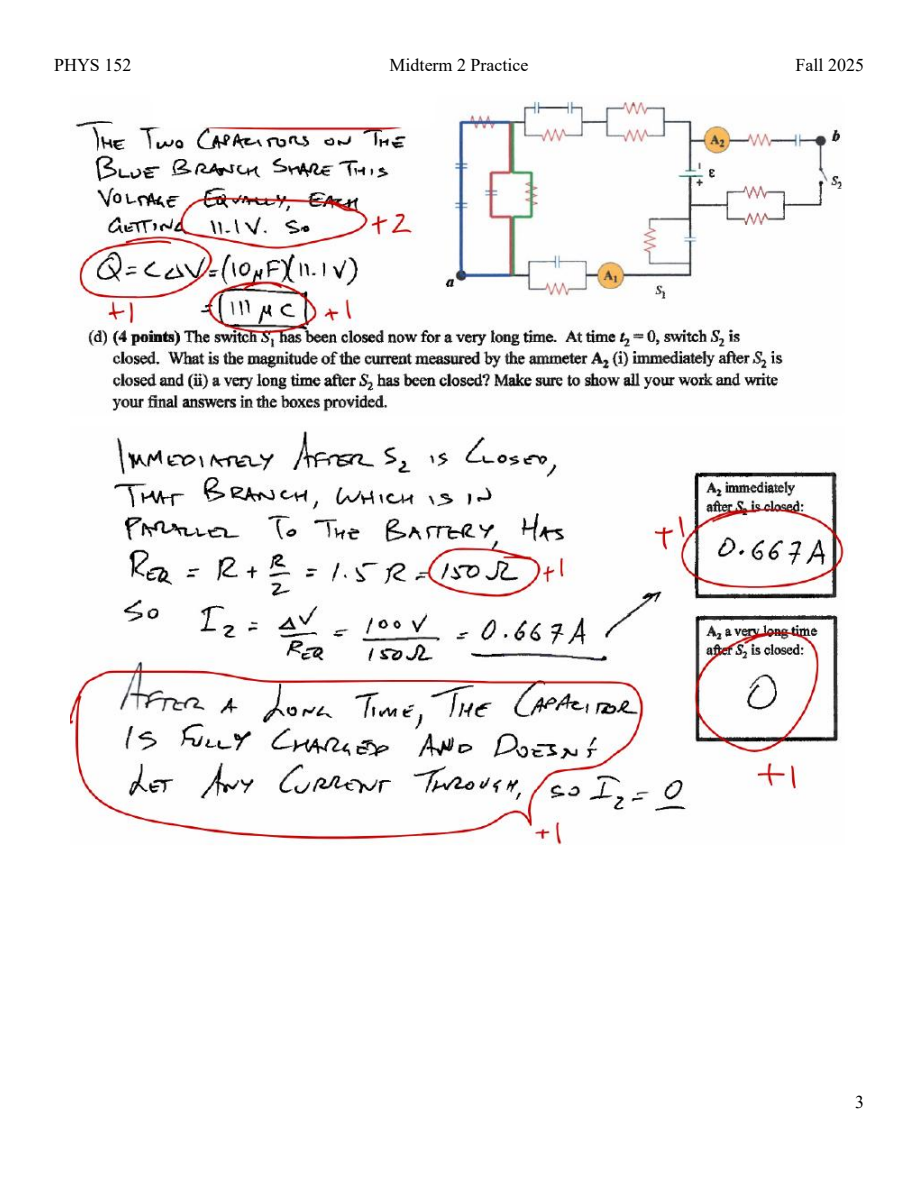 PHYS 152 Midterm 2 Practice Fall 2025
THE TWO CAPACITORS ON THE
BLUE BRANCH SHARE THIS
VOLTAGE EQUALLY, EACH
GETTING 11.1V. SO +2
Q = CΔV = (10μF)(11.1V)
+1 = 111 μC +1
A₂ b
ε
- +
S₂
a A₁
S₁
(d) (4 points) The switch S₁ has been closed now for a very long time. At time t₂ = 0, switch S₂ is
closed. What is the magnitude of the current measured by the ammeter A₂ (i) immediately after S₂ is
closed and (ii) a very long time after S₂ has been closed? Make sure to show all your work and write
your final answers in the boxes provided.
IMMEDIATELY AFTER S₂ IS CLOSED,
THAT BRANCH, WHICH IS IN
PARALLEL TO THE BATTERY, HAS
R_EQ = R + R/2 = 1.5 R = 150 Ω +1
SO I₂ = ΔV/R_EQ = 100 V/150Ω = 0.667A
A₂ immediately
after S₂ is closed:
+1 0.667A
A₂ a very long time
after S₂ is closed:
0
+1
AFTER A LONG TIME, THE CAPACITOR
IS FULLY CHARGED AND DOESN'T
LET ANY CURRENT THROUGH, SO I₂ = 0
+1
3